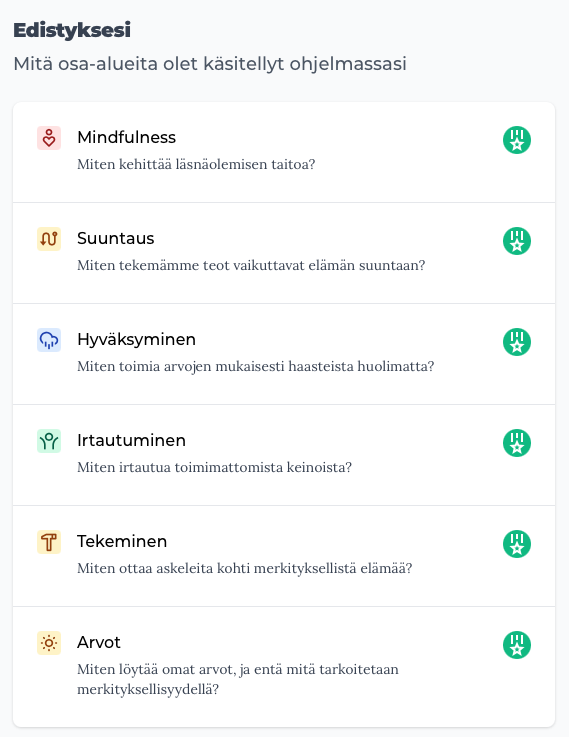 Edistyksesi
Mitä osa-alueita olet käsitellyt ohjelmassasi
Mindfulness
Miten kehittää läsnäolemisen taitoa?
Suuntaus
Miten tekemämme teot vaikuttavat elämän suuntaan?
Hyväksyminen
Miten toimia arvojen mukaisesti haasteista huolimatta?
Irtautuminen
Miten irtautua toimimattomista keinoista?
Tekeminen
Miten ottaa askeleita kohti merkityksellistä elämää?
Arvot
Miten löytää omat arvot, ja entä mitä tarkoitetaan
merkityksellisyydellä?